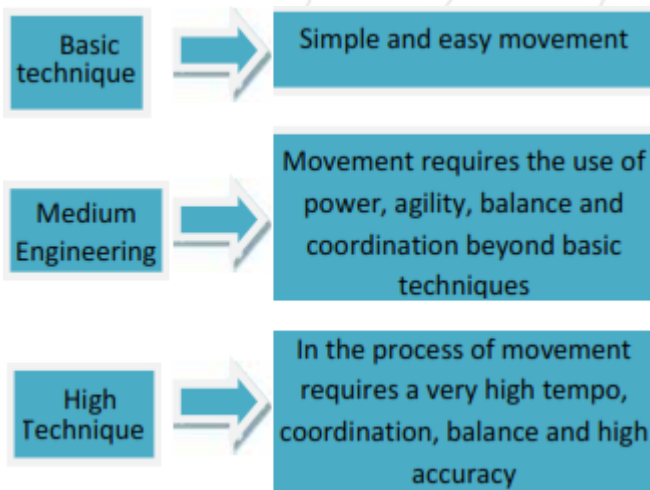 Basic
technique
Simple and easy movement
Medium
Engineering
Movement requires the use of
power, agility, balance and
coordination beyond basic
techniques
High
Technique
In the process of movement
requires a very high tempo,
coordination, balance and high
accuracy